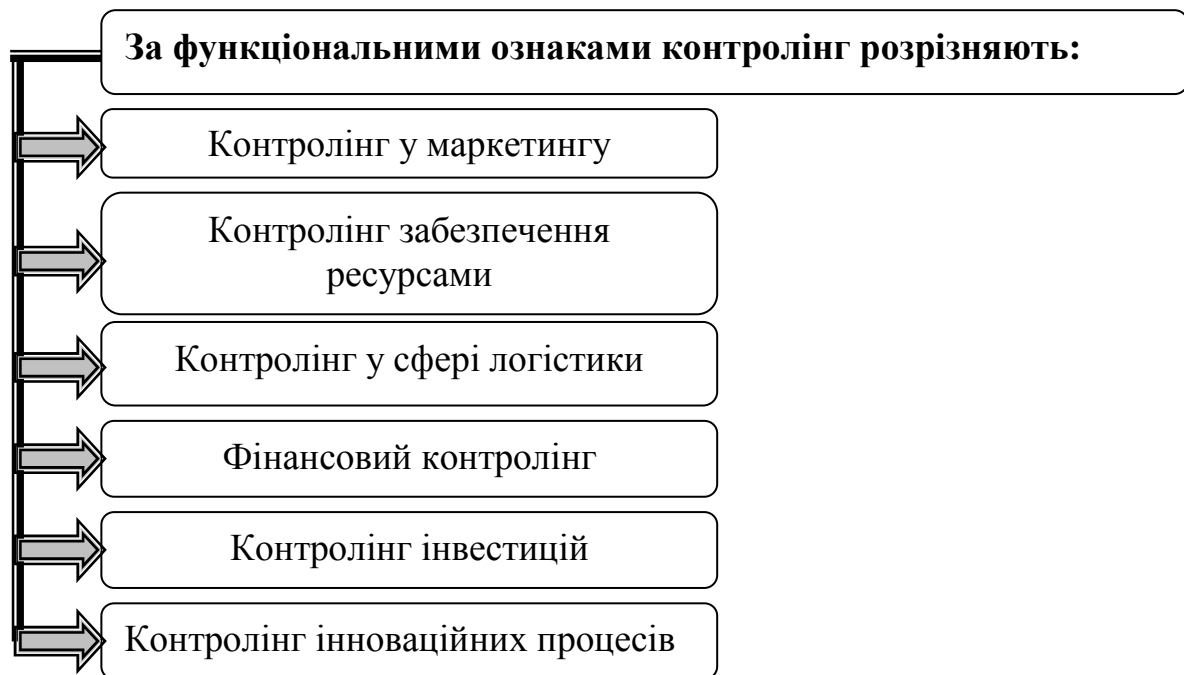 За функціональними ознаками контролінг розрізняють:
Контролінг у маркетингу
Контролінг забезпечення
ресурсами
Контролінг у сфері логістики
Фінансовий контролінг
Контролінг інвестицій
Контролінг інноваційних процесів